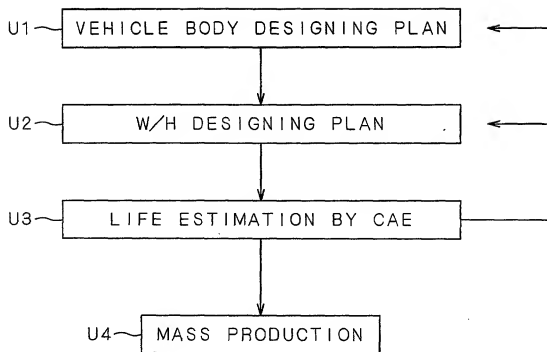 U1 VEHICLE BODY DESIGNING PLAN
U2 W/H DESIGNING PLAN
U3 LIFE ESTIMATION BY CAE
U4 MASS PRODUCTION